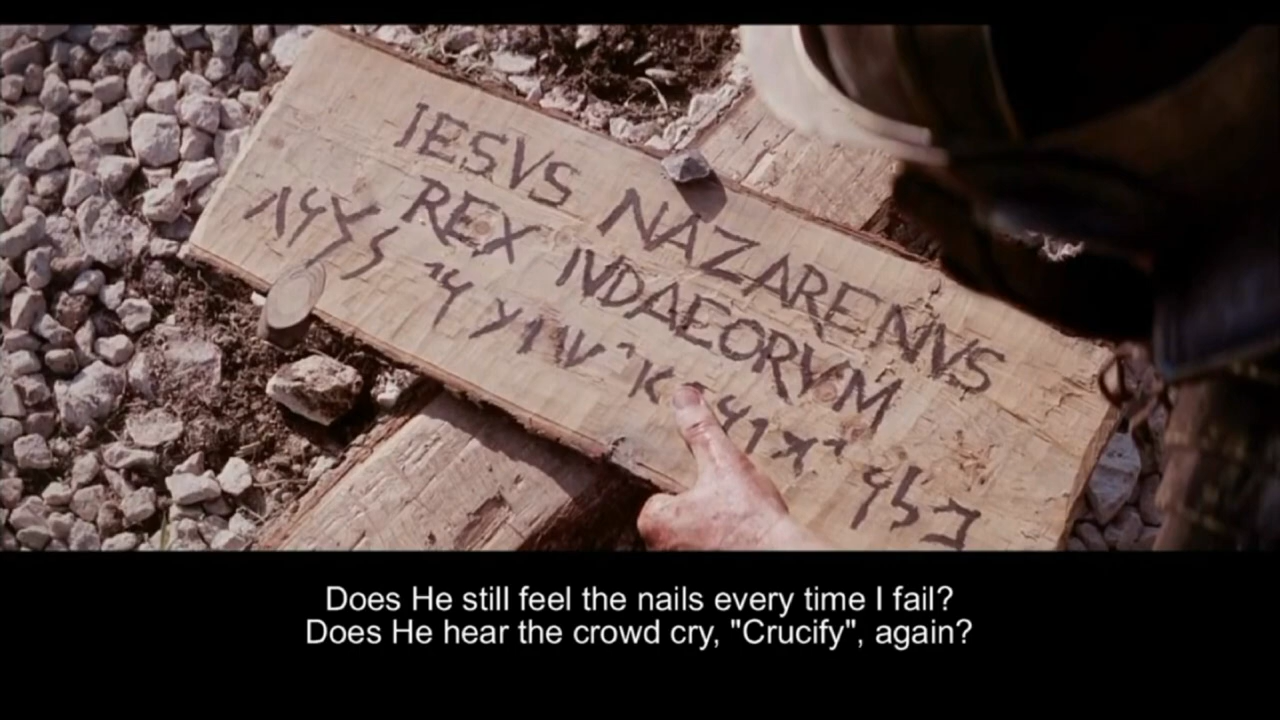 IESVS NAZARENVS
REX IVDAEORVM
Does He still feel the nails every time I fail?
Does He hear the crowd cry, "Crucify", again?